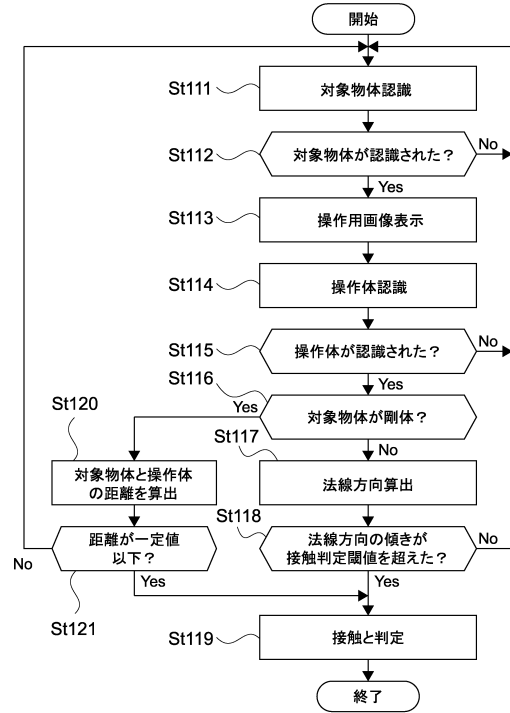 開始
St111
対象物体認識
St112
対象物体が認識された？
No
Yes
St113
操作用画像表示
St114
操作体認識
St115
操作体が認識された？
No
Yes
St116
対象物体が剛体？
Yes
No
St120
対象物体と操作体
の距離を算出
St117
法線方向算出
St118
法線方向の傾きが
接触判定閾値を超えた？
No
Yes
距離が一定値
以下？
No
Yes
St121
St119
接触と判定
終了